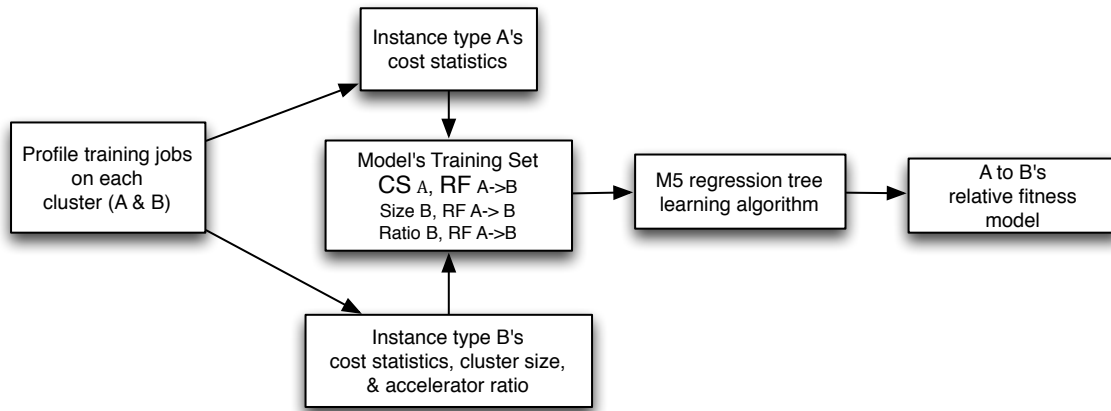 Instance type A's
cost statistics
Profile training jobs
on each
cluster (A & B)
Model's Training Set
CS A, RF A->B
Size B, RF A-> B
Ratio B, RF A->B
M5 regression tree
learning algorithm
A to B's
relative fitness
model
Instance type B's
cost statistics, cluster size,
& accelerator ratio